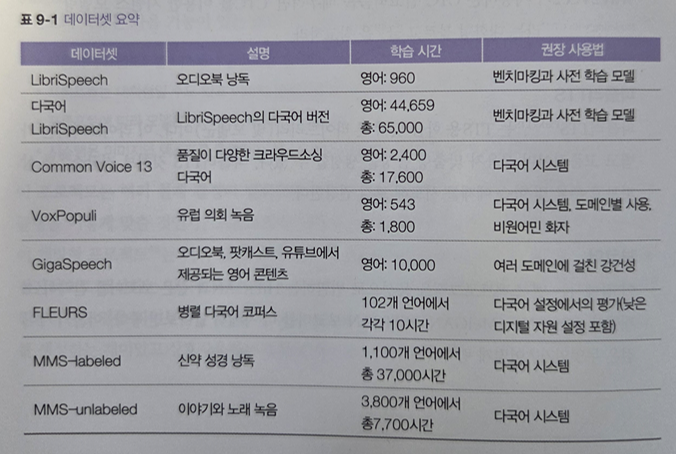 표 9-1 데이터셋 요약
데이터셋 설명 학습 시간 권장 사용법
LibriSpeech 오디오북 낭독 영어: 960 벤치마킹과 사전 학습 모델
다국어
LibriSpeech LibriSpeech의 다국어 버전 영어: 44,659
총: 65,000 벤치마킹과 사전 학습 모델
Common Voice 13 품질이 다양한 크라우드소싱
다국어 영어: 2,400
총: 17,600 다국어 시스템
VoxPopuli 유럽 의회 녹음 영어: 543
총: 1,800 다국어 시스템, 도메인별 사용,
비원어민 화자
GigaSpeech 오디오북, 팟캐스트, 유튜브에서
제공되는 영어 콘텐츠 영어: 10,000 여러 도메인에 걸친 강건성
FLEURS 병렬 다국어 코퍼스 102개 언어에서
각각 10시간 다국어 설정에서의 평가(낮은
디지털 자원 설정 포함)
MMS-labeled 신약 성경 낭독 1,100개 언어에서
총 37,000시간 다국어 시스템
MMS-unlabeled 이야기와 노래 녹음 3,800개 언어에서
총7,700시간 다국어 시스템